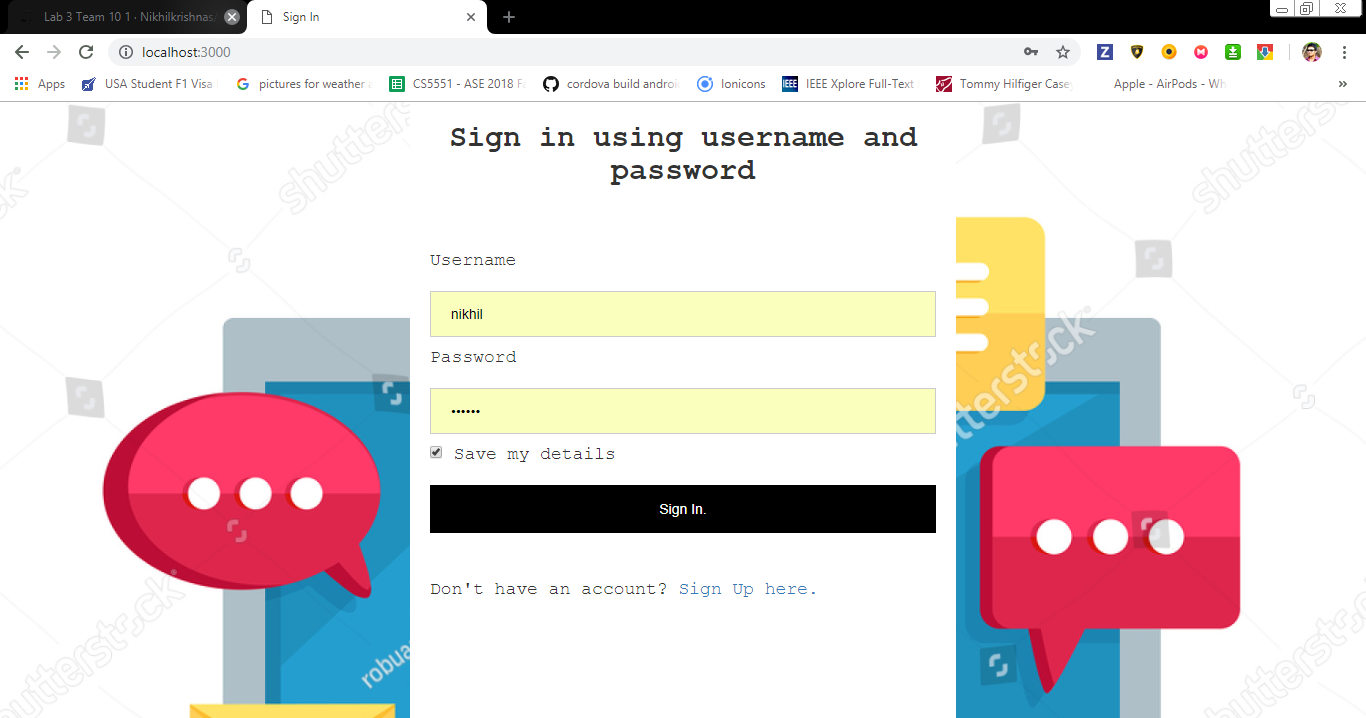 Lab 3 Team 10 1 · Nikhilkrishnas/
Sign In
localhost:3000
Apps
USA Student F1 Visa
pictures for weather
CS5551 - ASE 2018 Fa
cordova build androi
Ionicons
IEEE
IEEE Xplore Full-Text
Tommy Hilfiger Casey
Apple - AirPods - Wh
Sign in using username and
password
Username
nikhil
Password
••••••
Save my details
Sign In.
Don't have an account? Sign Up here.
shutterstock
shutterstock
robua